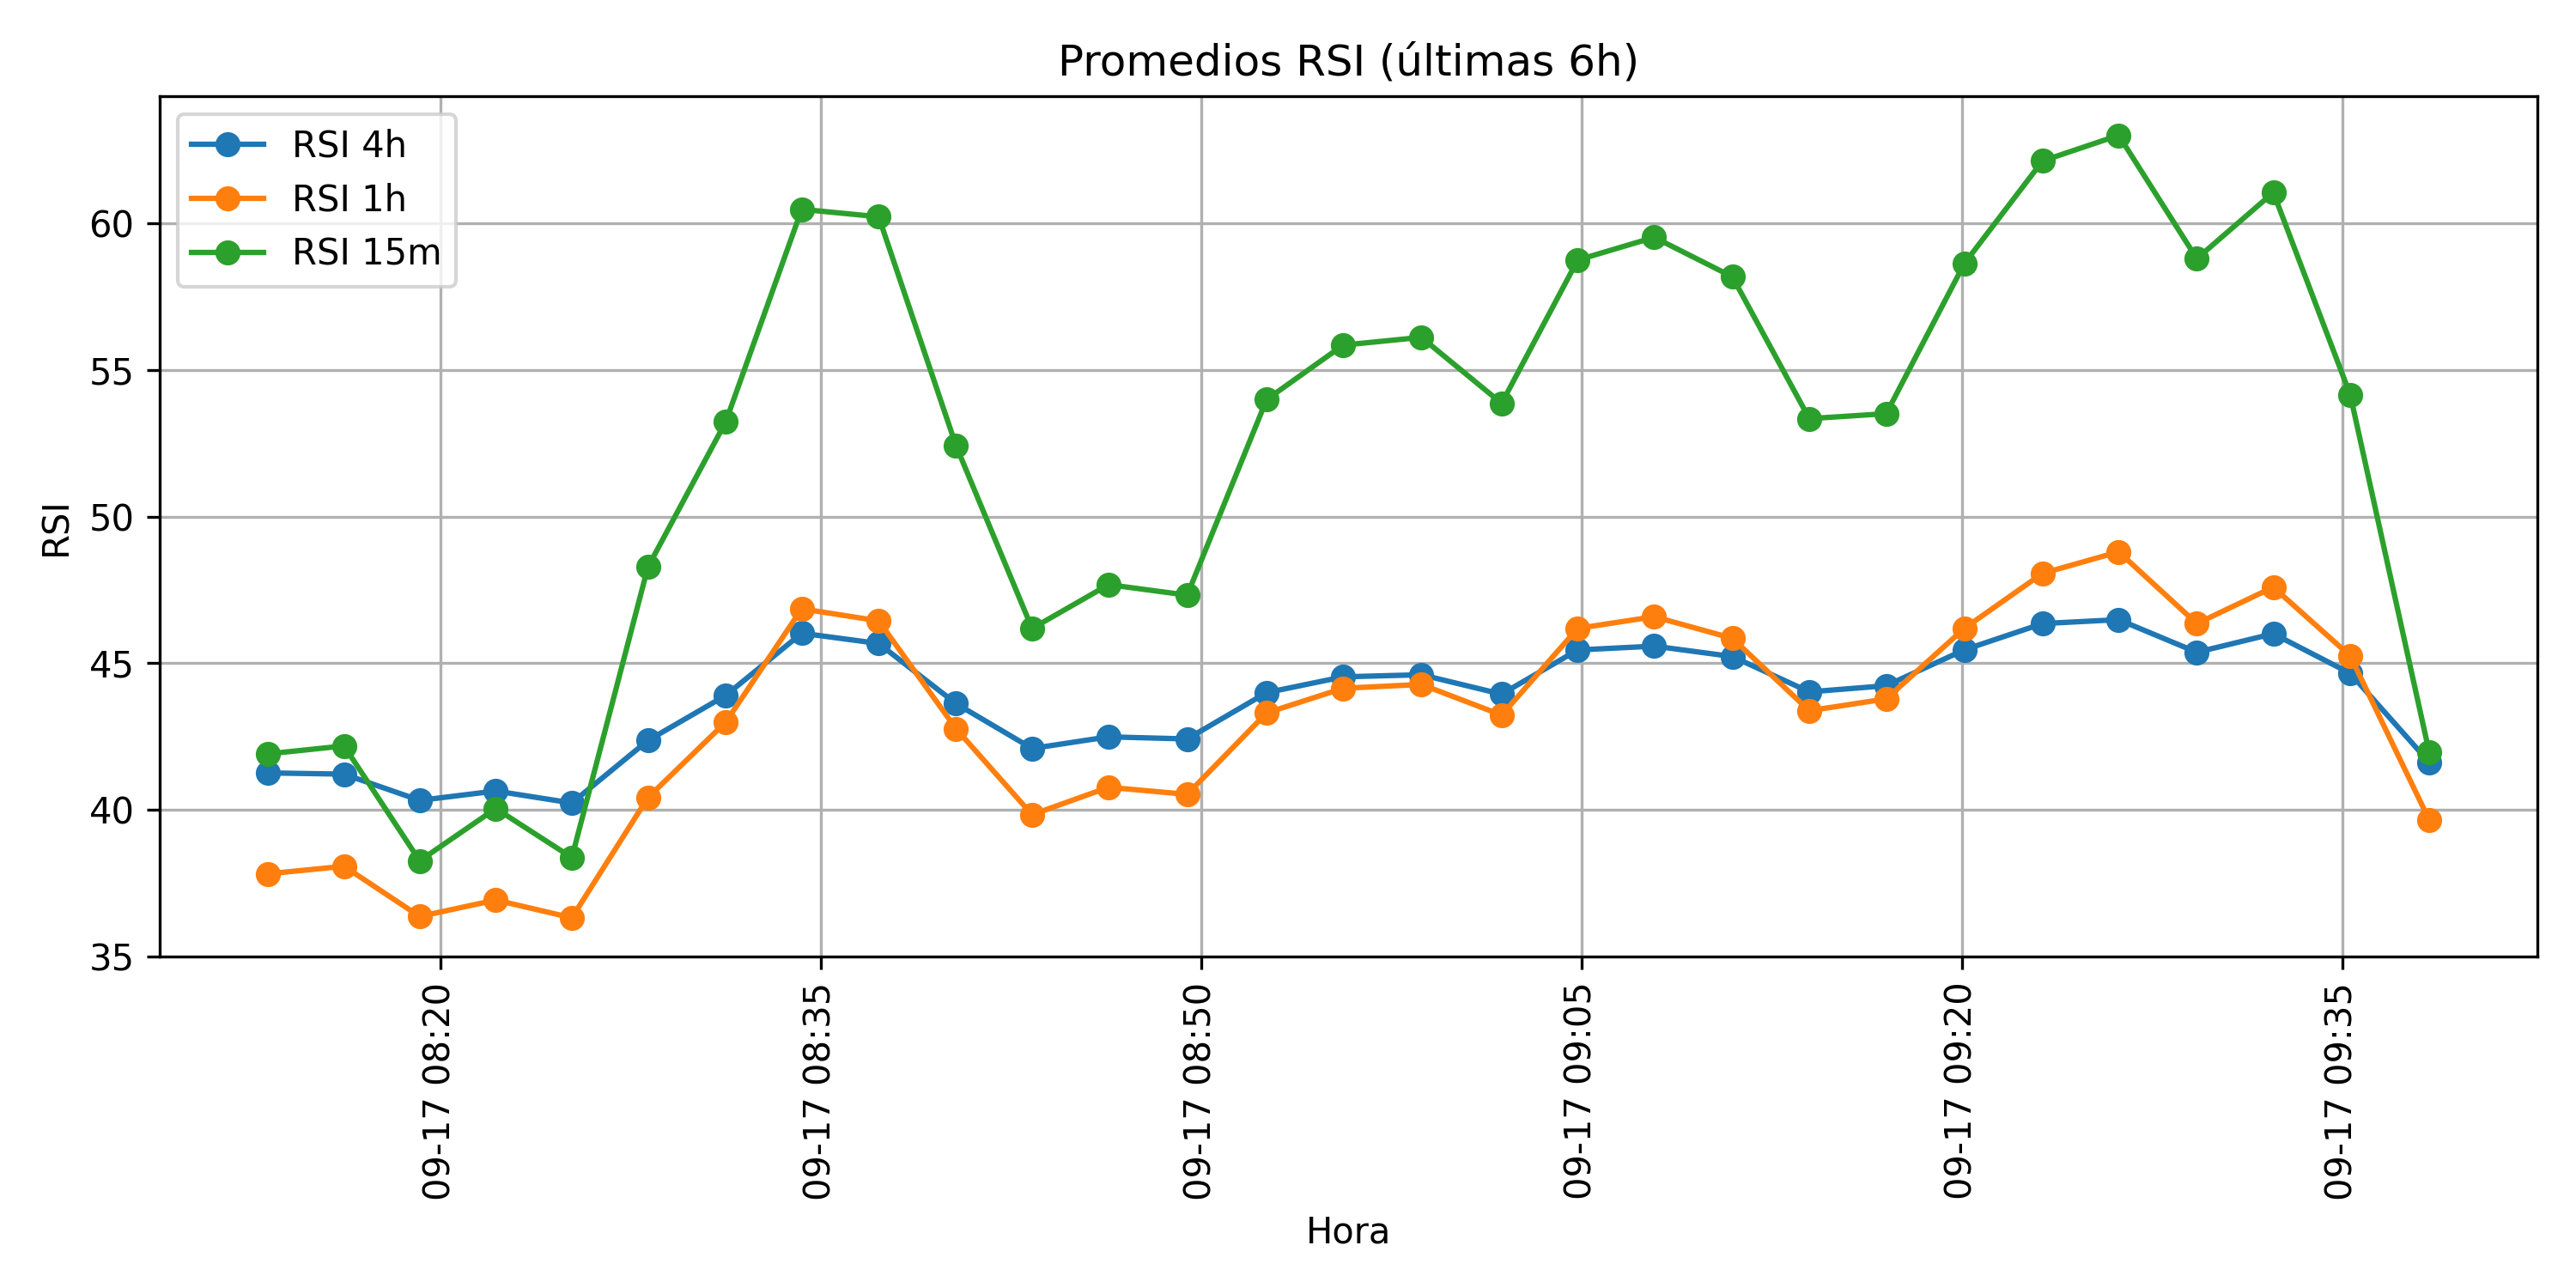 Promedios RSI (últimas 6h)
RSI 4h
RSI 1h
RSI 15m
RSI
60
55
50
45
40
35
09-17 08:20
09-17 08:35
09-17 08:50
09-17 09:05
09-17 09:20
09-17 09:35
Hora